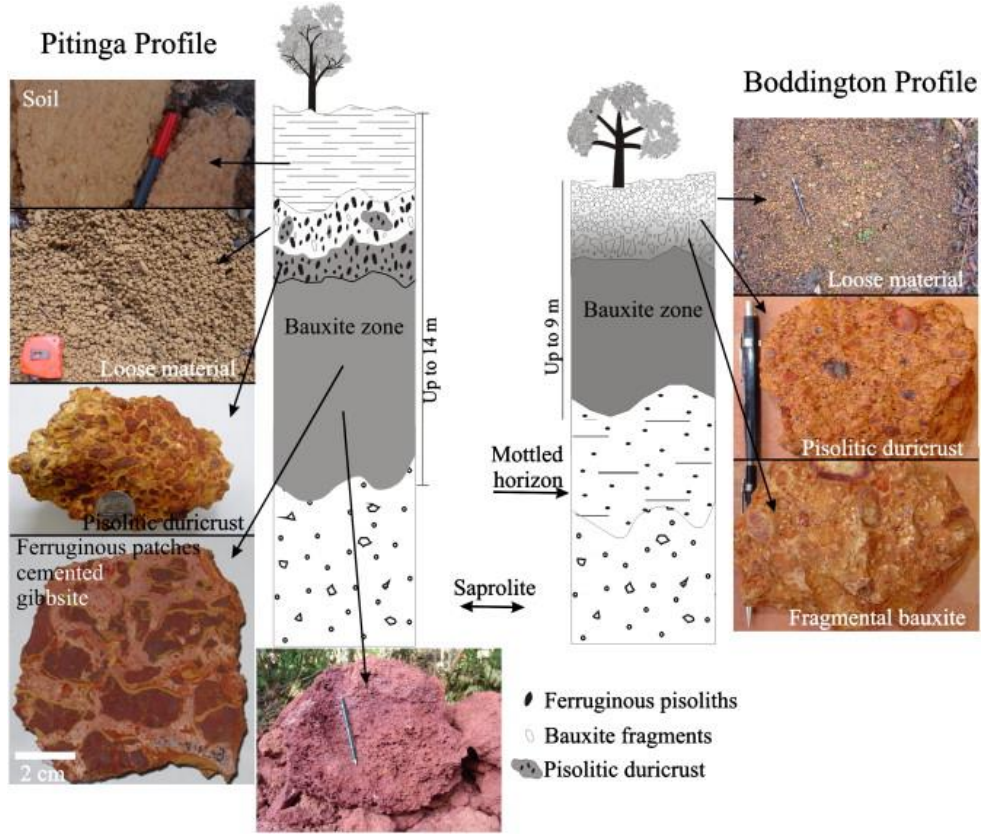 Pitinga Profile
Soil
Loose material
Pisolitic duricrust
Ferruginous patches
cemented
gibbsite
2 cm
Bauxite zone
Up to 14 m
Boddington Profile
Bauxite zone
Up to 9 m
Mottled
horizon
Saprolite
Loose material
Pisolitic duricrust
Fragmental bauxite
Ferruginous pisoliths
Bauxite fragments
Pisolitic duricrust